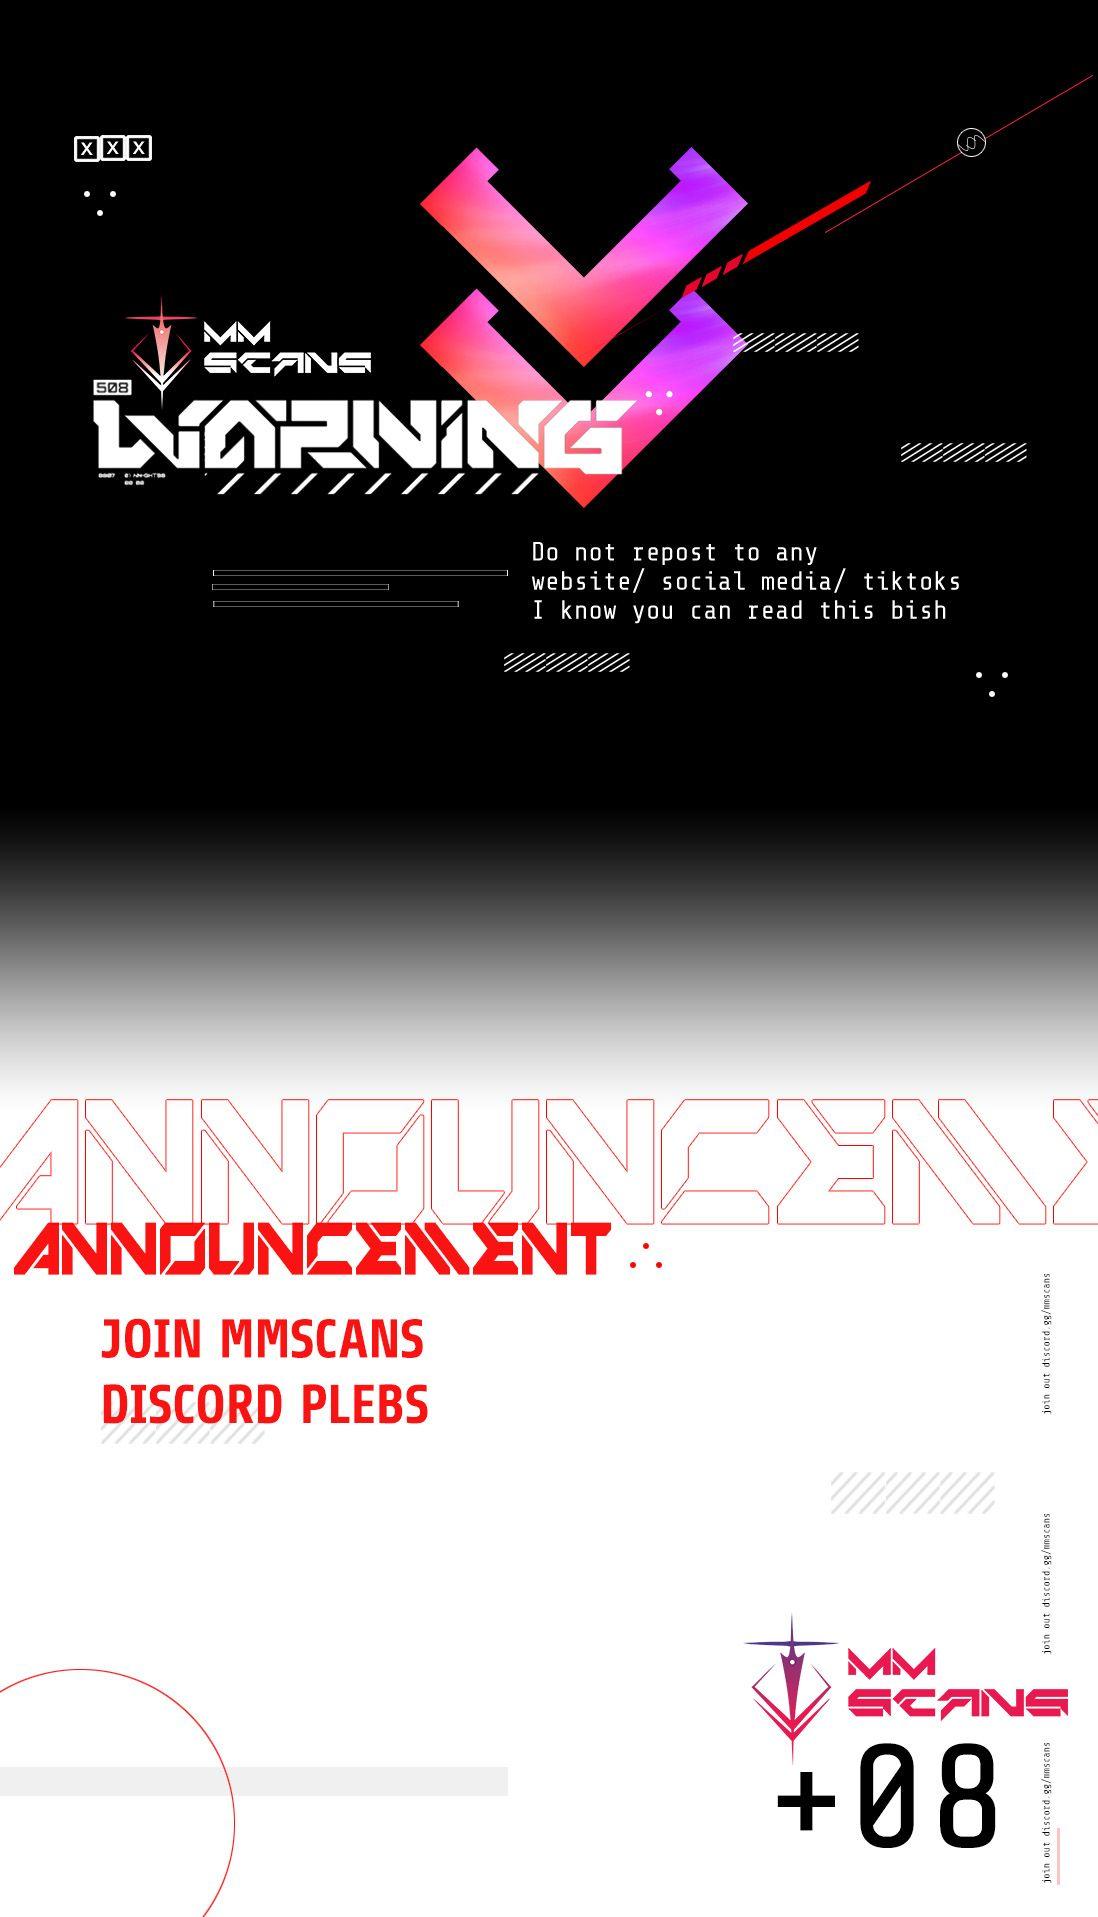 XXX
MM
SCANS
508
WARNING
Do not repost to any
website/ social media/ tiktoks
I know you can read this bish
ANNOUNCEME
ANNOUNCEMENT
JOIN MMSCANS
DISCORD PLEBS
join out discord.gg/mmscans
join out discord.gg/mmscans
MM
SCANS
+08
join out discord.gg/mmscans